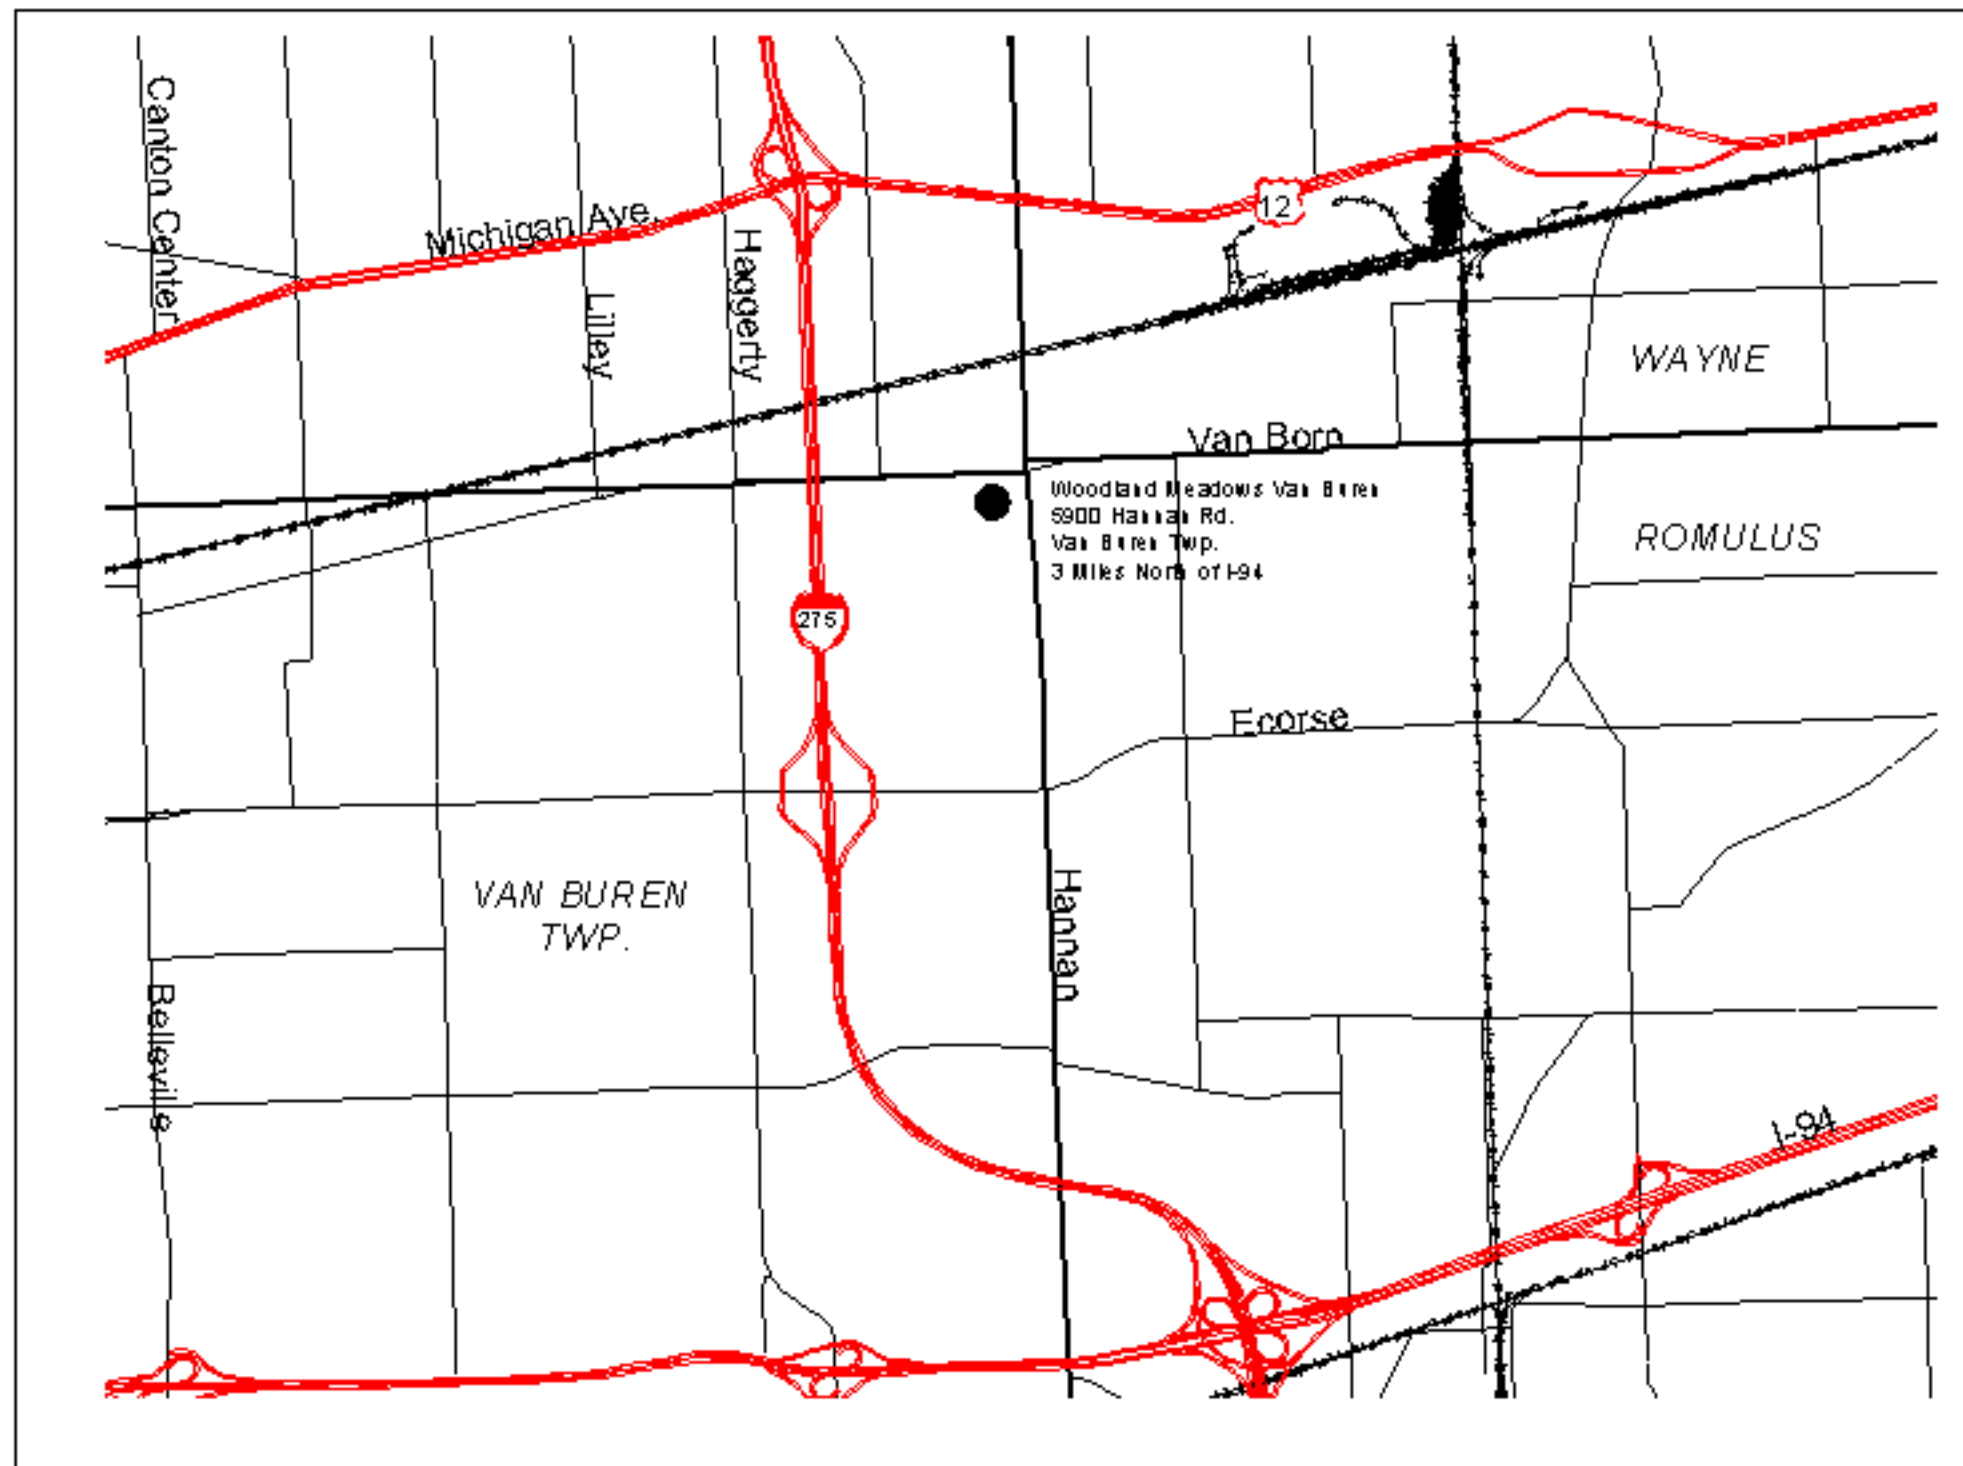 Canton Center
Michigan Ave.
12
Lilley
Haggerty
WAYNE
Van Born
Woodland Meadows Van Buren
5900 Hannan Rd.
Van Buren Twp.
3 Miles North of I-94
ROMULUS
275
Ecorse
VAN BUREN
TWP.
Hannan
Belleville
I-94